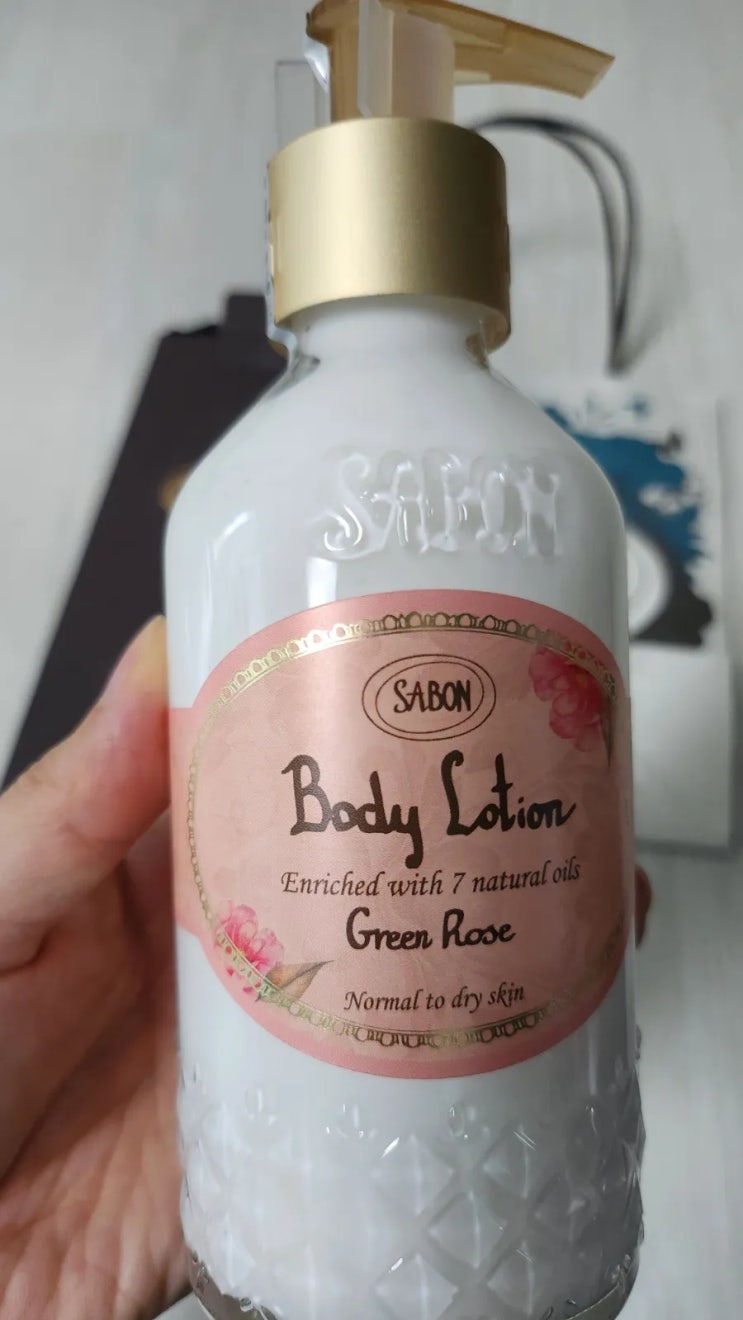 SABON
SABON
Body Lotion
Enriched with 7 natural oils
Green Rose
Normal to dry skin